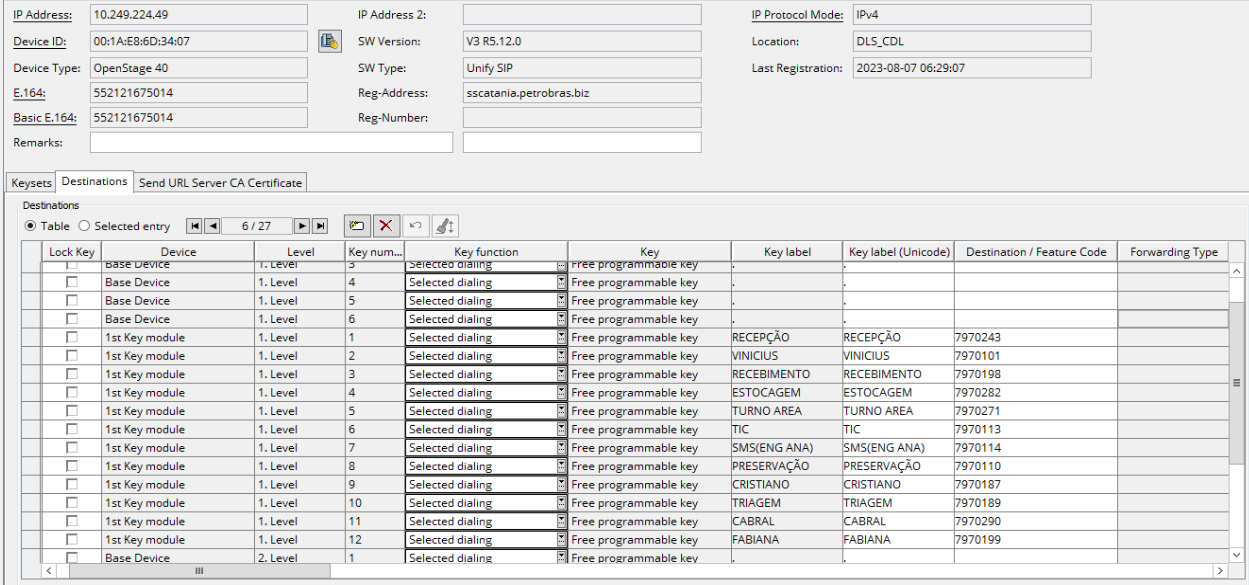 IP Address: 10.249.224.49 IP Address 2: IP Protocol Mode: IPv4
Device ID: 00:1A:E8:6D:34:07 SW Version: V3 R5.12.0 Location: DLS_CDL
Device Type: OpenStage 40 SW Type: Unify SIP Last Registration: 2023-08-07 06:29:07
E.164: 552121675014 Reg-Address: sscatania.petrobras.biz
Basic E.164: 552121675014 Reg-Number:
Remarks:
Keysets Destinations Send URL Server CA Certificate
Destinations
Table Selected entry 6 / 27
Lock Key Device Level Key num... Key function Key Key label Key label (Unicode) Destination / Feature Code Forwarding Type
Base Device 1. Level 3 Selected dialing Free programmable key . .
Base Device 1. Level 4 Selected dialing Free programmable key . .
Base Device 1. Level 5 Selected dialing Free programmable key . .
Base Device 1. Level 6 Selected dialing Free programmable key . .
1st Key module 1. Level 1 Selected dialing Free programmable key RECEPÇÃO RECEPÇÃO 7970243
1st Key module 1. Level 2 Selected dialing Free programmable key VINICIUS VINICIUS 7970101
1st Key module 1. Level 3 Selected dialing Free programmable key RECEBIMENTO RECEBIMENTO 7970198
1st Key module 1. Level 4 Selected dialing Free programmable key ESTOCAGEM ESTOCAGEM 7970282
1st Key module 1. Level 5 Selected dialing Free programmable key TURNO AREA TURNO AREA 7970271
1st Key module 1. Level 6 Selected dialing Free programmable key TIC TIC 7970113
1st Key module 1. Level 7 Selected dialing Free programmable key SMS(ENG ANA) SMS(ENG ANA) 7970114
1st Key module 1. Level 8 Selected dialing Free programmable key PRESERVAÇÃO PRESERVAÇÃO 7970110
1st Key module 1. Level 9 Selected dialing Free programmable key CRISTIANO CRISTIANO 7970187
1st Key module 1. Level 10 Selected dialing Free programmable key TRIAGEM TRIAGEM 7970189
1st Key module 1. Level 11 Selected dialing Free programmable key CABRAL CABRAL 7970290
1st Key module 1. Level 12 Selected dialing Free programmable key FABIANA FABIANA 7970199
Base Device 2. Level 1 Selected dialing Free programmable key . .